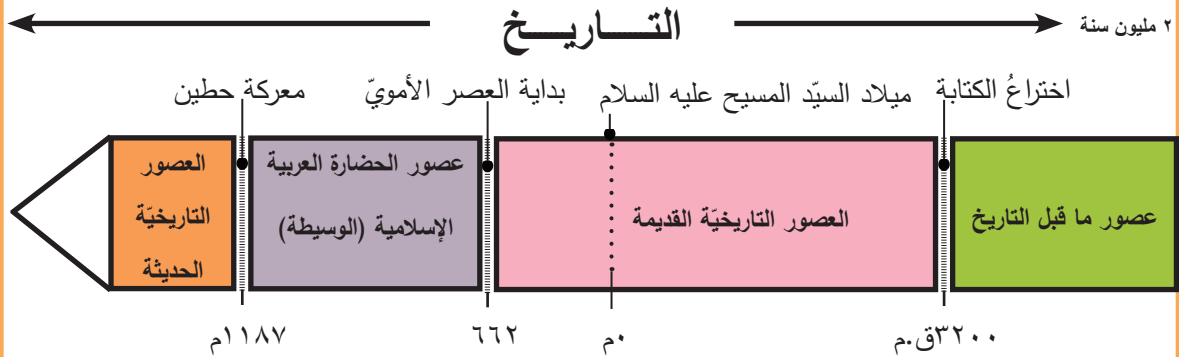 ٢ مليون سنة
التـــاريـــخ
اختراعُ الكتابة
ميلاد السيّد المسيح عليه السلام
بداية العصر الأمويّ
معركة حطين
عصور ما قبل التاريخ
العصور التاريخيّة القديمة
عصور الحضارة العربية
الإسلامية (الوسيطة)
العصور
التاريخيّة
الحديثة
٣٢٠٠ق.م
٠م
٦٦٢
١١٨٧م